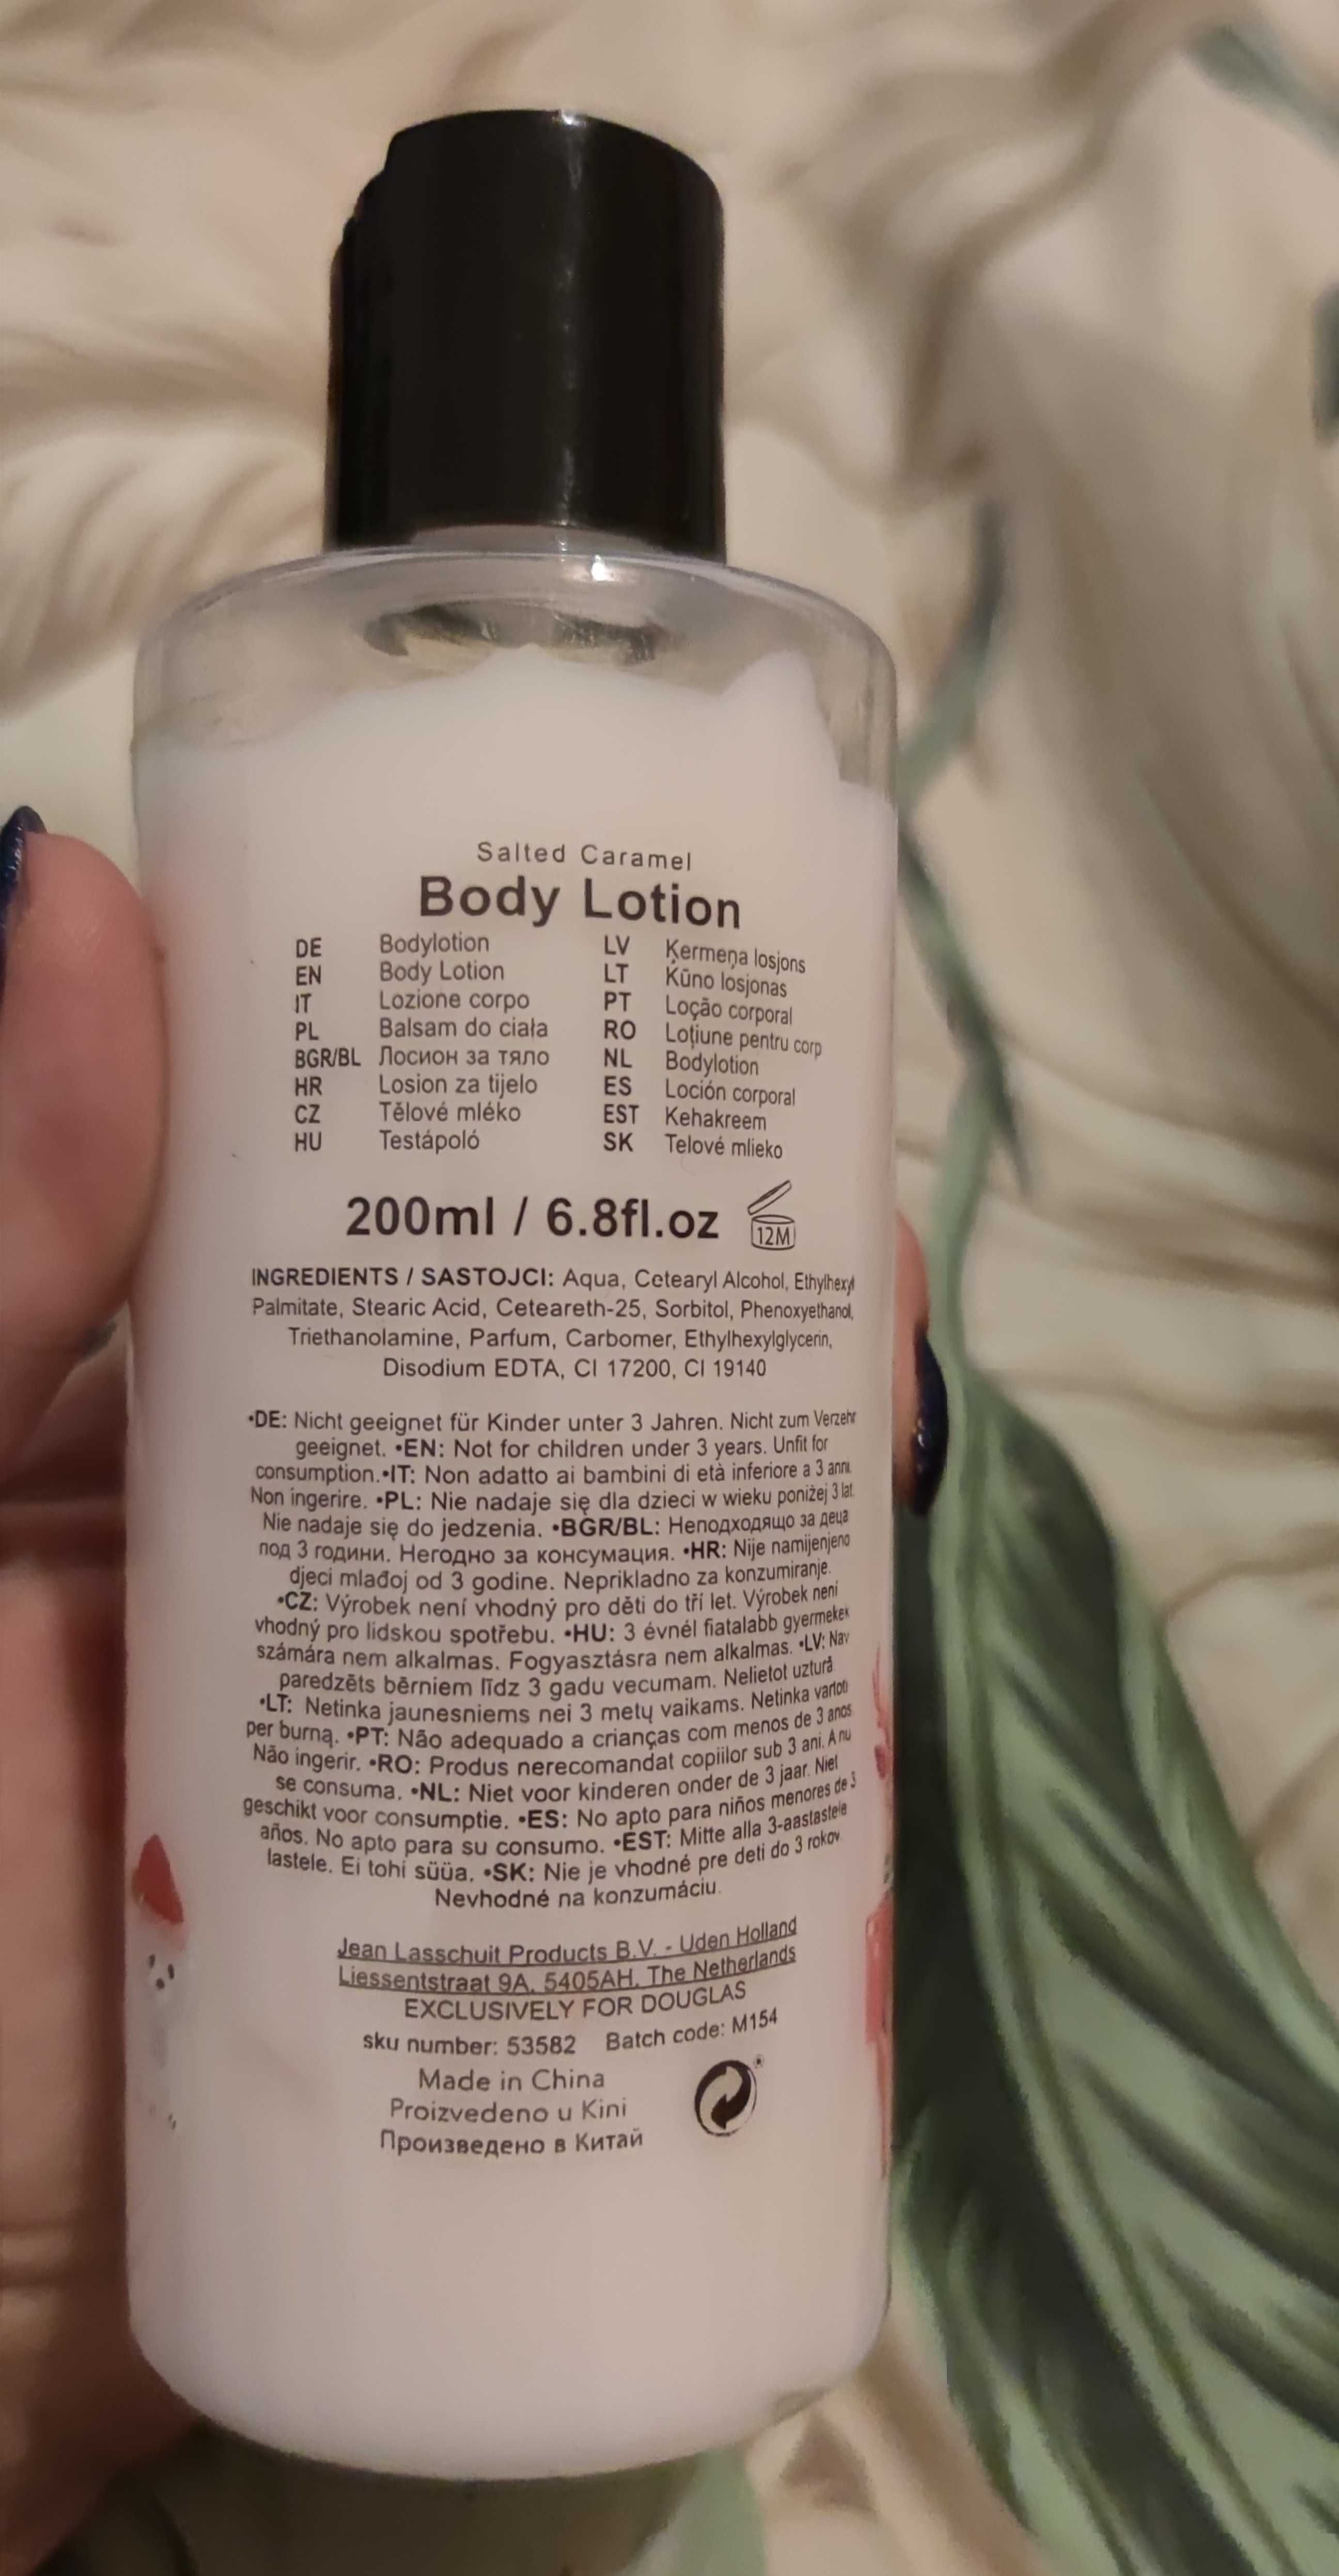 Salted Caramel
Body Lotion
DE Bodylotion
EN Body Lotion
IT Lozione corpo
PL Balsam do ciała
BGR/BL Лосион за тяло
HR Losion za tijelo
CZ Tělové mléko
HU Testápoló
LV Ķermeņa losjons
LT Kūno losjonas
PT Loção corporal
RO Loțiune pentru corp
NL Bodylotion
ES Loción corporal
EST Kehakreem
SK Telové mlieko
200ml / 6.8fl.oz 12M
INGREDIENTS / SASTOJCI: Aqua, Cetearyl Alcohol, Ethylhexyl
Palmitate, Stearic Acid, Ceteareth-25, Sorbitol, Phenoxyethanol,
Triethanolamine, Parfum, Carbomer, Ethylhexylglycerin,
Disodium EDTA, CI 17200, CI 19140
•DE: Nicht geeignet für Kinder unter 3 Jahren. Nicht zum Verzehr
geeignet. •EN: Not for children under 3 years. Unfit for
consumption.•IT: Non adatto ai bambini di età inferiore a 3 anni.
Non ingerire. •PL: Nie nadaje się dla dzieci w wieku poniżej 3 lat.
Nie nadaje się do jedzenia. •BGR/BL: Неподходящо за деца
под 3 години. Негодно за консумация. •HR: Nije namijenjeno
djeci mlađoj od 3 godine. Neprikladno za konzumiranje.
•CZ: Výrobek není vhodný pro děti do tří let. Výrobek není
vhodný pro lidskou spotřebu. •HU: 3 évnél fiatalabb gyermekek
számára nem alkalmas. Fogyasztásra nem alkalmas. •LV: Nav
paredzēts bērniem līdz 3 gadu vecumam. Nelietot uzturā.
•LT: Netinka jaunesniems nei 3 metų vaikams. Netinka vartoti
per burną. •PT: Não adequado a crianças com menos de 3 anos.
Não ingerir. •RO: Produs nerecomandat copiilor sub 3 ani. A nu
se consuma. •NL: Niet voor kinderen onder de 3 jaar. Niet
geschikt voor consumptie. •ES: No apto para niños menores de 3
años. No apto para su consumo. •EST: Mitte alla 3-aastastele
lastele. Ei tohi süüa. •SK: Nie je vhodné pre deti do 3 rokov.
Nevhodné na konzumáciu.
Jean Lasschuit Products B.V. - Uden Holland
Liessentstraat 9A, 5405AH, The Netherlands
EXCLUSIVELY FOR DOUGLAS
sku number: 53582 Batch code: M154
Made in China
Proizvedeno u Kini
Произведено в Китай